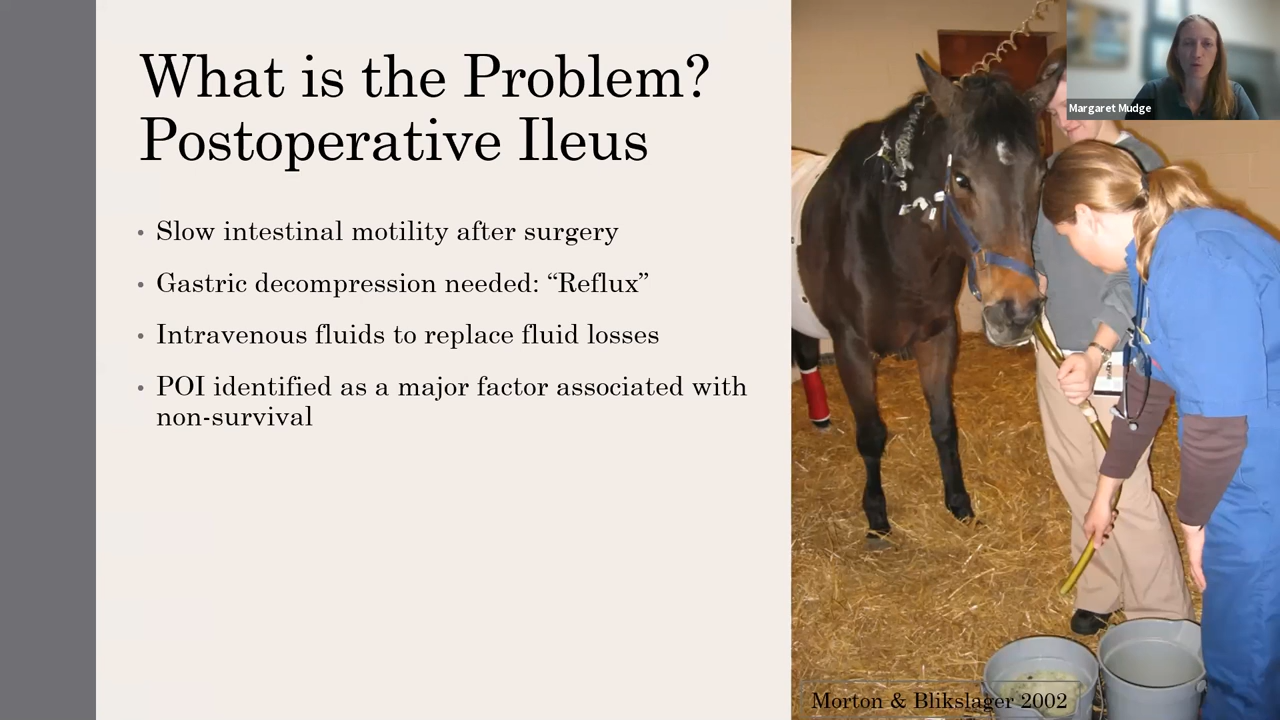 What is the Problem?
Postoperative Ileus
• Slow intestinal motility after surgery
• Gastric decompression needed: “Reflux”
• Intravenous fluids to replace fluid losses
• POI identified as a major factor associated with
non-survival
Margaret Mudge
Morton & Blikslager 2002